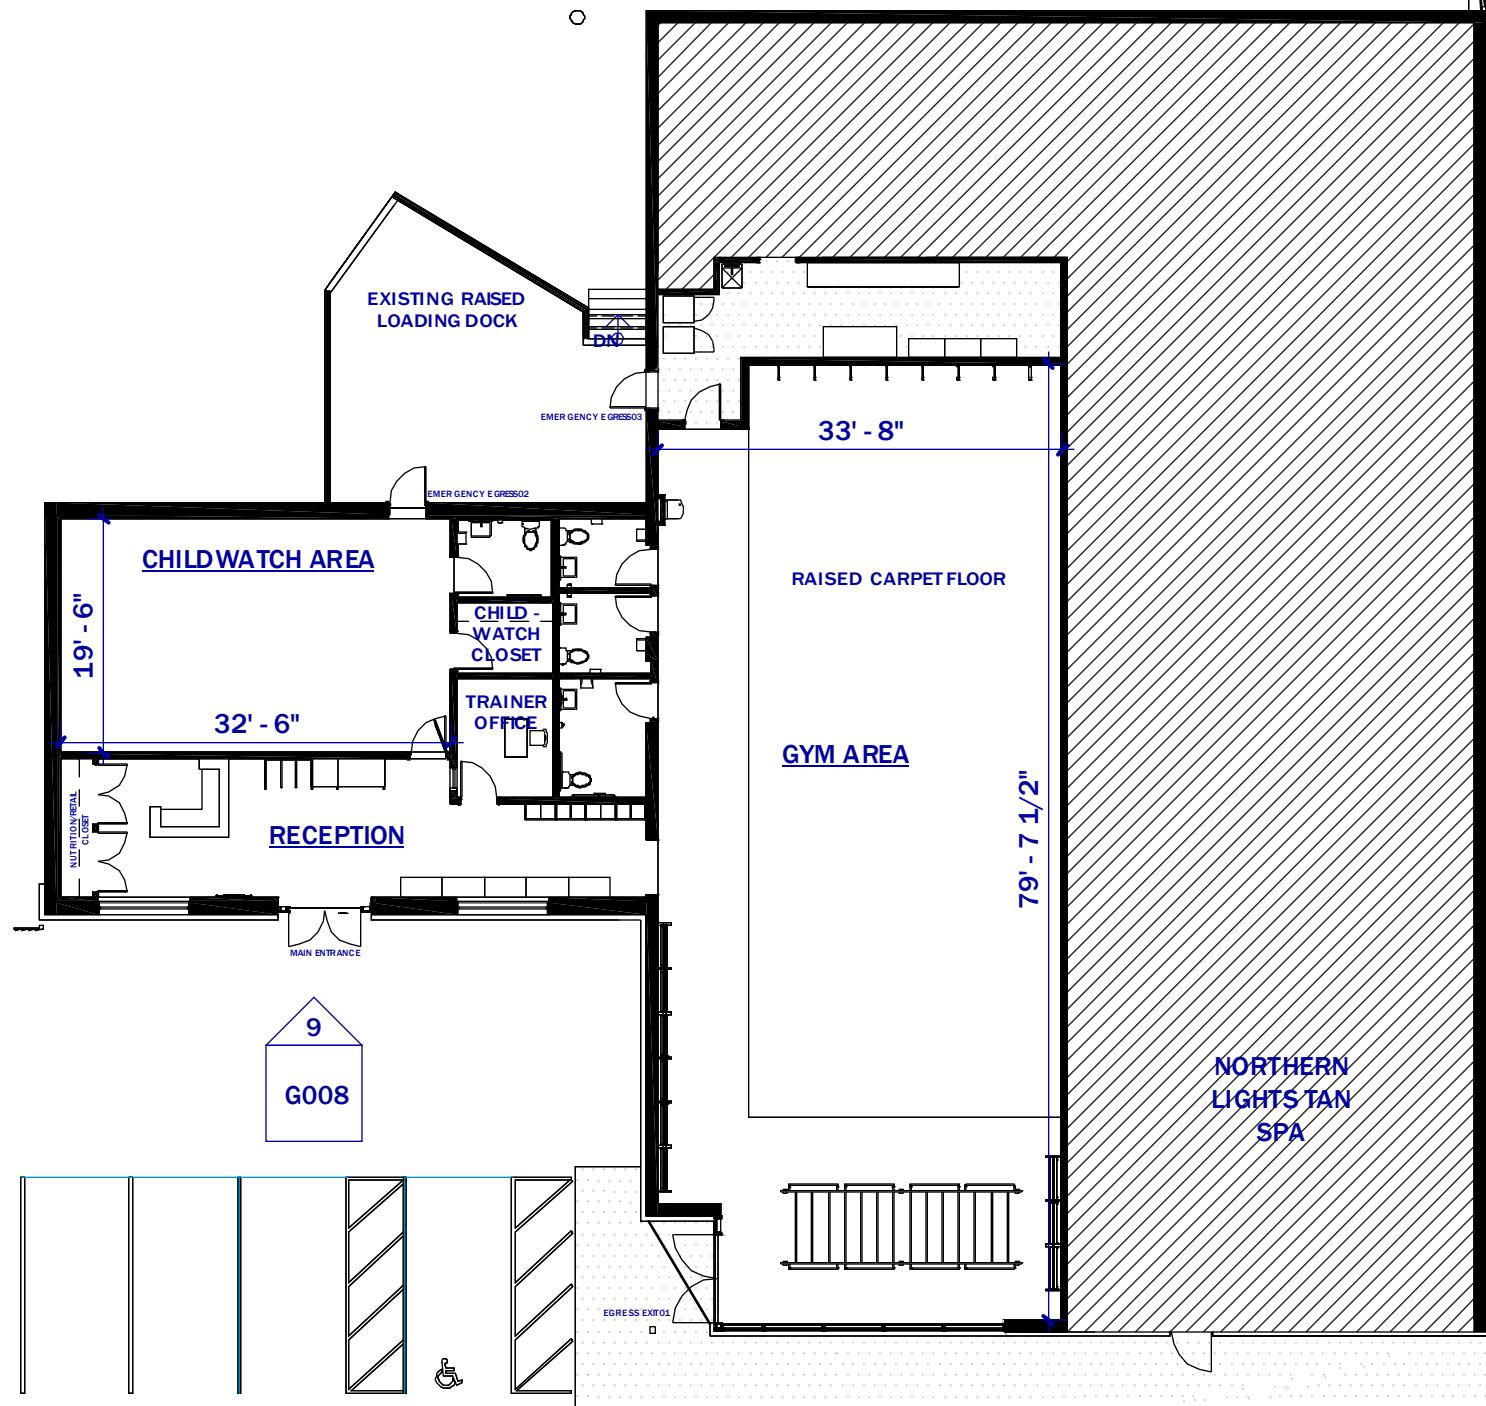 EXISTING RAISED
LOADING DOCK
DN
EMERGENCY EGRESS03
33' - 8"
EMERGENCY EGRESS02
CHILDWATCH AREA
RAISED CARPET FLOOR
19' - 6"
CHILD -
WATCH
CLOSET
TRAINER
OFFICE
32' - 6"
GYM AREA
NUTRITION/RETAIL
CLOSET
RECEPTION
79' - 7 1/2"
MAIN ENTRANCE
9
G008
NORTHERN
LIGHTS TAN
SPA
EGRESS EXIT01